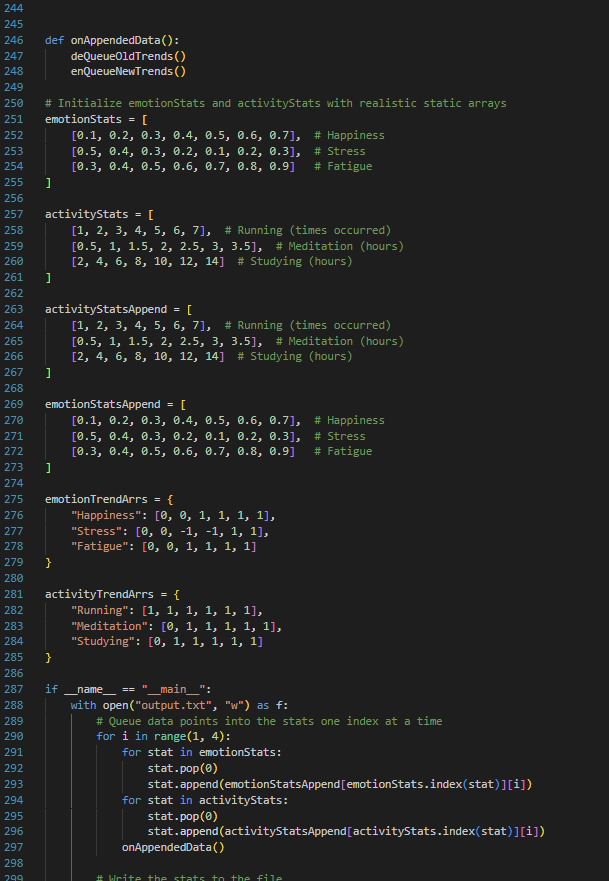 244
245
246 def onAppendedData():
247     deQueueOldTrends()
248     enQueueNewTrends()
249
250 # Initialize emotionStats and activityStats with realistic static arrays
251 emotionStats = [
252     [0.1, 0.2, 0.3, 0.4, 0.5, 0.6, 0.7],  # Happiness
253     [0.5, 0.4, 0.3, 0.2, 0.1, 0.2, 0.3],  # Stress
254     [0.3, 0.4, 0.5, 0.6, 0.7, 0.8, 0.9]   # Fatigue
255 ]
256
257 activityStats = [
258     [1, 2, 3, 4, 5, 6, 7],  # Running (times occurred)
259     [0.5, 1, 1.5, 2, 2.5, 3, 3.5],  # Meditation (hours)
260     [2, 4, 6, 8, 10, 12, 14]  # Studying (hours)
261 ]
262
263 activityStatsAppend = [
264     [1, 2, 3, 4, 5, 6, 7],  # Running (times occurred)
265     [0.5, 1, 1.5, 2, 2.5, 3, 3.5],  # Meditation (hours)
266     [2, 4, 6, 8, 10, 12, 14]  # Studying (hours)
267 ]
268
269 emotionStatsAppend = [
270     [0.1, 0.2, 0.3, 0.4, 0.5, 0.6, 0.7],  # Happiness
271     [0.5, 0.4, 0.3, 0.2, 0.1, 0.2, 0.3],  # Stress
272     [0.3, 0.4, 0.5, 0.6, 0.7, 0.8, 0.9]   # Fatigue
273 ]
274
275 emotionTrendArrs = {
276     "Happiness": [0, 0, 1, 1, 1, 1],
277     "Stress": [0, 0, -1, -1, 1, 1],
278     "Fatigue": [0, 0, 1, 1, 1, 1]
279 }
280
281 activityTrendArrs = {
282     "Running": [1, 1, 1, 1, 1, 1],
283     "Meditation": [0, 1, 1, 1, 1, 1],
284     "Studying": [0, 1, 1, 1, 1, 1]
285 }
286
287 if __name__ == "__main__":
288     with open("output.txt", "w") as f:
289         # Queue data points into the stats one index at a time
290         for i in range(1, 4):
291             for stat in emotionStats:
292                 stat.pop(0)
293                 stat.append(emotionStatsAppend[emotionStats.index(stat)][i])
294             for stat in activityStats:
295                 stat.pop(0)
296                 stat.append(activityStatsAppend[activityStats.index(stat)][i])
297             onAppendedData()
298
299         # Write the stats to the file